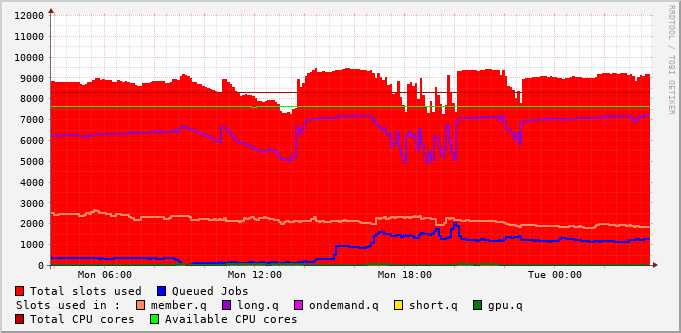 12000
11000
10000
9000
8000
7000
6000
5000
4000
3000
2000
1000
0
Mon 06:00 Mon 12:00 Mon 18:00 Tue 00:00
RRDTOOL / TOBI OETIKER
Total slots used Queued Jobs
Slots used in : member.q long.q ondemand.q short.q gpu.q
Total CPU cores Available CPU cores